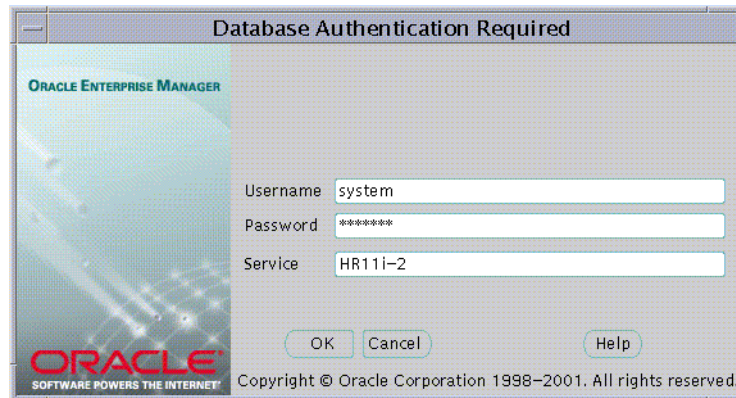 Database Authentication Required
ORACLE ENTERPRISE MANAGER
Username system
Password *******
Service HR11i-2
OK Cancel Help
ORACLE®
SOFTWARE POWERS THE INTERNET™
Copyright © Oracle Corporation 1998-2001. All rights reserved.